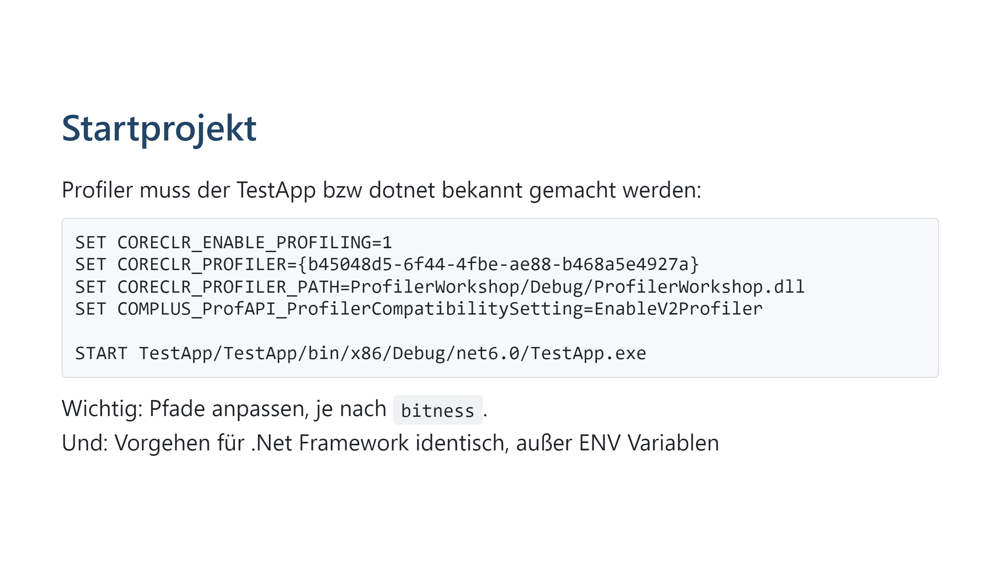 Startprojekt
Profiler muss der TestApp bzw dotnet bekannt gemacht werden:
SET CORECLR_ENABLE_PROFILING=1
SET CORECLR_PROFILER={b45048d5-6f44-4fbe-ae88-b468a5e4927a}
SET CORECLR_PROFILER_PATH=ProfilerWorkshop/Debug/ProfilerWorkshop.dll
SET COMPLUS_ProfAPI_ProfilerCompatibilitySetting=EnableV2Profiler
START TestApp/TestApp/bin/x86/Debug/net6.0/TestApp.exe
Wichtig: Pfade anpassen, je nach bitness.
Und: Vorgehen für .Net Framework identisch, außer ENV Variablen